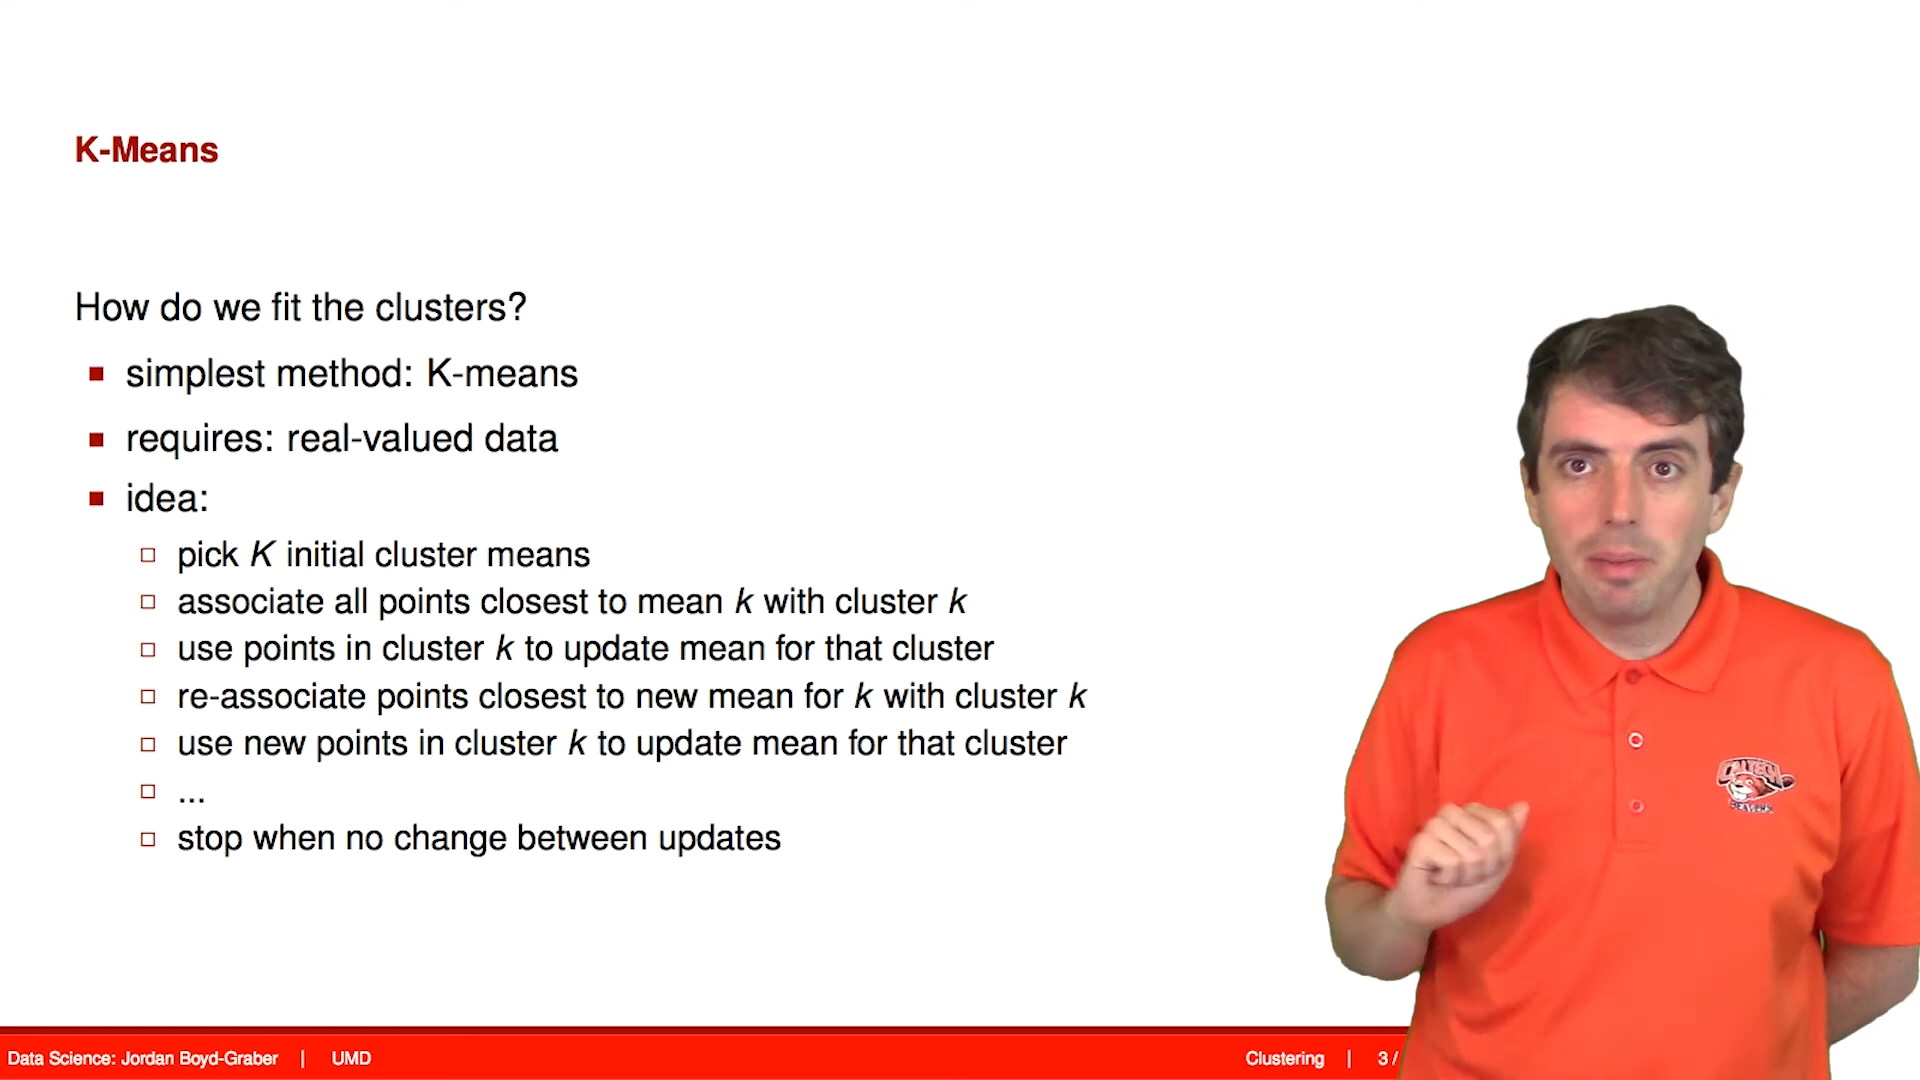 K-Means
How do we fit the clusters?
simplest method: K-means
requires: real-valued data
idea:
pick K initial cluster means
associate all points closest to mean k with cluster k
use points in cluster k to update mean for that cluster
re-associate points closest to new mean for k with cluster k
use new points in cluster k to update mean for that cluster
...
stop when no change between updates
CALTECH
BEAVERS
Data Science: Jordan Boyd-Graber | UMD
Clustering | 3 /